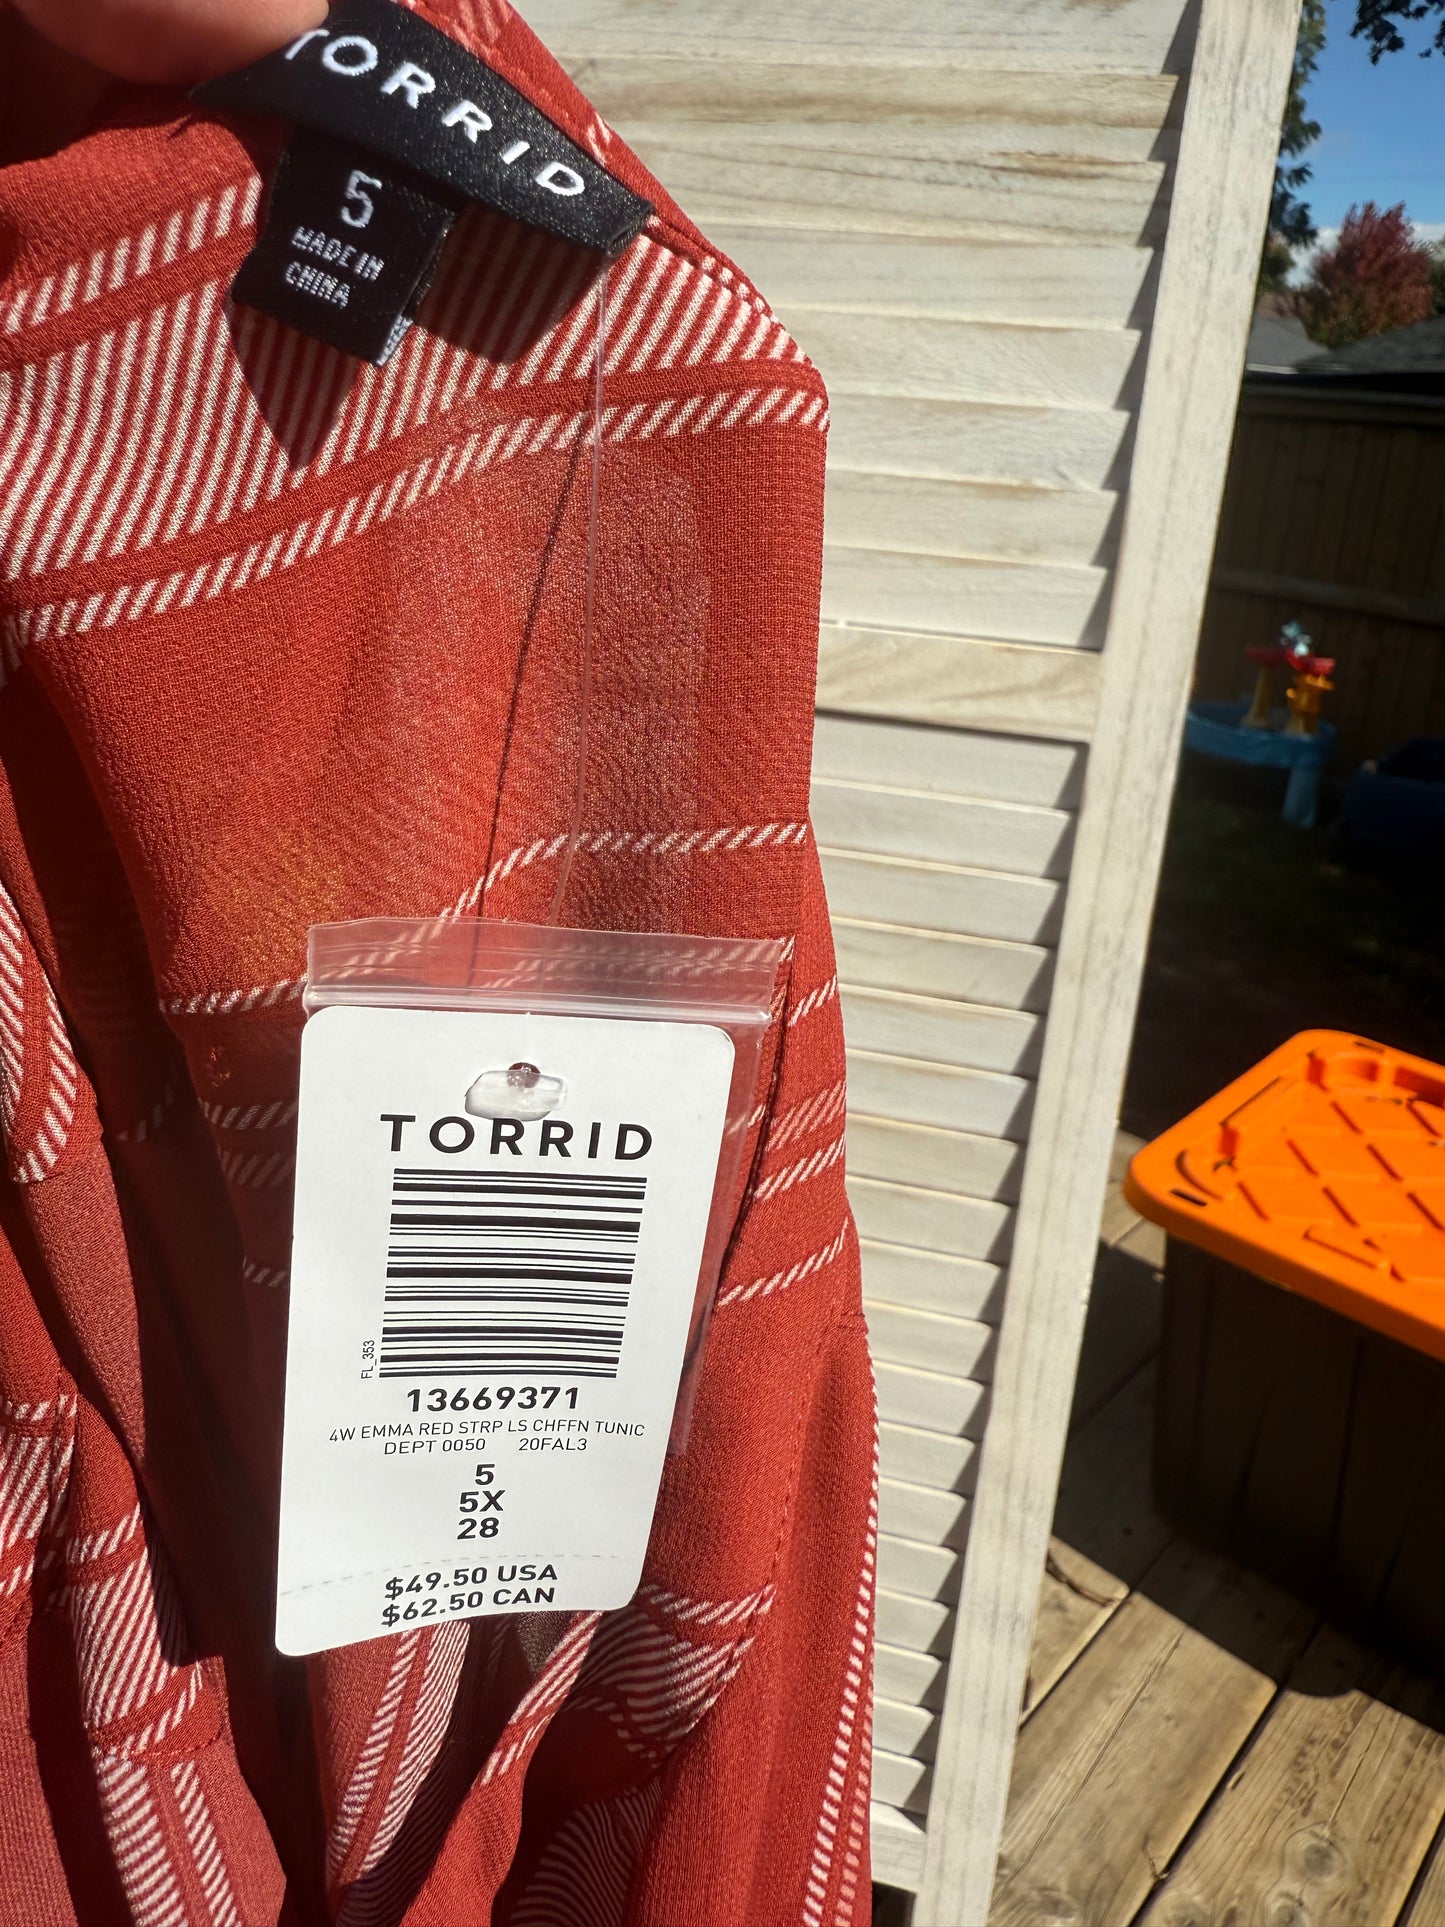 TORRID
5
MADE IN
CHINA
TORRID
FL_353
13669371
4W EMMA RED STRP LS CHFFN TUNIC
DEPT 0050 20FAL3
5
5X
28
$49.50 USA
$62.50 CAN